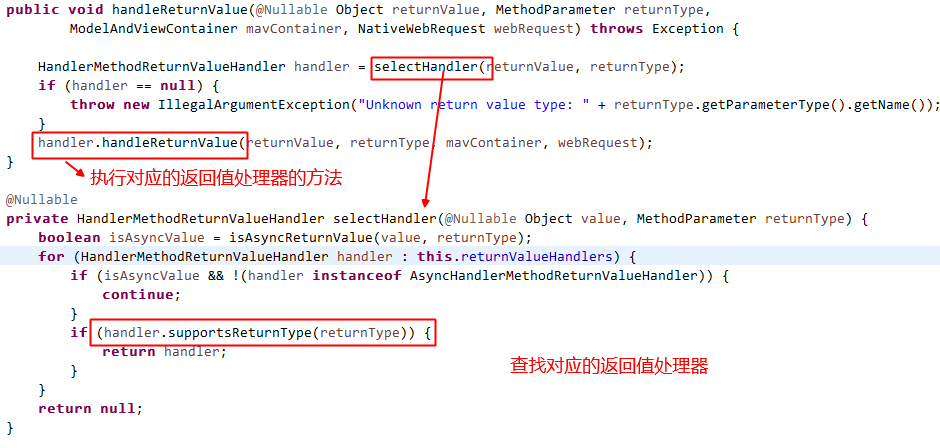 public void handleReturnValue(@Nullable Object returnValue, MethodParameter returnType,
ModelAndViewContainer mavContainer, NativeWebRequest webRequest) throws Exception {
HandlerMethodReturnValueHandler handler = selectHandler(returnValue, returnType);
if (handler == null) {
throw new IllegalArgumentException("Unknown return value type: " + returnType.getParameterType().getName());
}
handler.handleReturnValue(returnValue, returnType, mavContainer, webRequest);
}
执行对应的返回值处理器的方法
@Nullable
private HandlerMethodReturnValueHandler selectHandler(@Nullable Object value, MethodParameter returnType) {
boolean isAsyncValue = isAsyncReturnValue(value, returnType);
for (HandlerMethodReturnValueHandler handler : this.returnValueHandlers) {
if (isAsyncValue && !(handler instanceof AsyncHandlerMethodReturnValueHandler)) {
continue;
}
if (handler.supportsReturnType(returnType)) {
return handler;
}
查找对应的返回值处理器
}
return null;
}